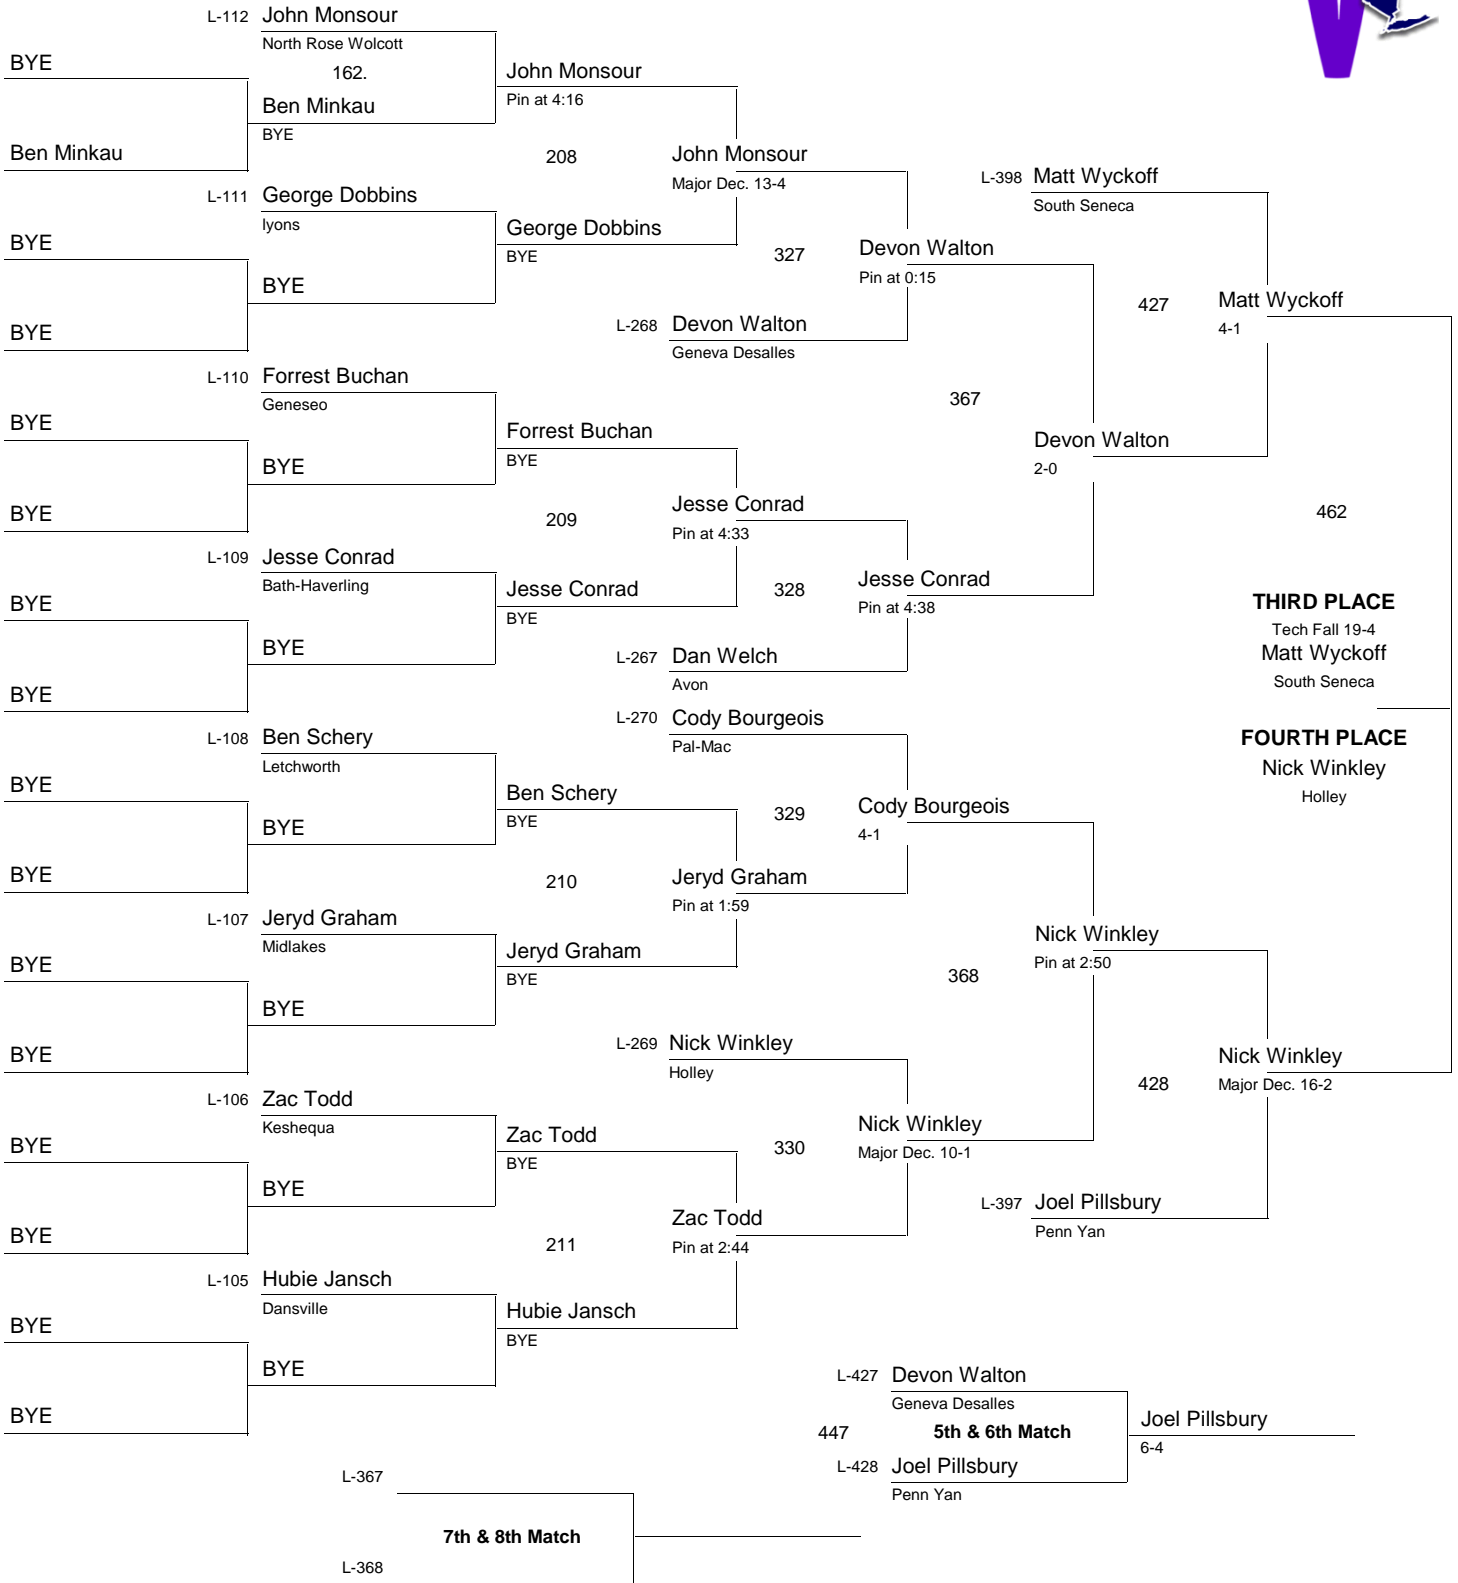 L-112 John Monsour
North Rose Wolcott
BYE
162.
John Monsour
Pin at 4:16
Ben Minkau
BYE
Ben Minkau
208
John Monsour
Major Dec. 13-4
L-398 Matt Wyckoff
South Seneca
L-111 George Dobbins
lyons
George Dobbins
BYE
BYE
327
Devon Walton
Pin at 0:15
BYE
427
Matt Wyckoff
4-1
L-268 Devon Walton
Geneva Desalles
BYE
L-110 Forrest Buchan
Geneseo
367
BYE
Forrest Buchan
BYE
Devon Walton
2-0
BYE
Jesse Conrad
Pin at 4:33
BYE
209
462
L-109 Jesse Conrad
Bath-Haverling
Jesse Conrad
BYE
328
Jesse Conrad
Pin at 4:38
BYE
THIRD PLACE
Tech Fall 19-4
Matt Wyckoff
South Seneca
BYE
L-267 Dan Welch
Avon
BYE
L-270 Cody Bourgeois
Pal-Mac
L-108 Ben Schery
Letchworth
FOURTH PLACE
Nick Winkley
Holley
BYE
Ben Schery
BYE
329
Cody Bourgeois
4-1
BYE
BYE
210
Jeryd Graham
Pin at 1:59
L-107 Jeryd Graham
Midlakes
Nick Winkley
Pin at 2:50
BYE
Jeryd Graham
BYE
368
BYE
BYE
L-269 Nick Winkley
Holley
Nick Winkley
Major Dec. 16-2
428
L-106 Zac Todd
Keshequa
Nick Winkley
Major Dec. 10-1
BYE
Zac Todd
BYE
330
BYE
L-397 Joel Pillsbury
Penn Yan
BYE
211
Zac Todd
Pin at 2:44
L-105 Hubie Jansch
Dansville
BYE
Hubie Jansch
BYE
BYE
L-427 Devon Walton
Geneva Desalles
BYE
447
5th & 6th Match
Joel Pillsbury
6-4
L-428 Joel Pillsbury
Penn Yan
L-367
7th & 8th Match
L-368